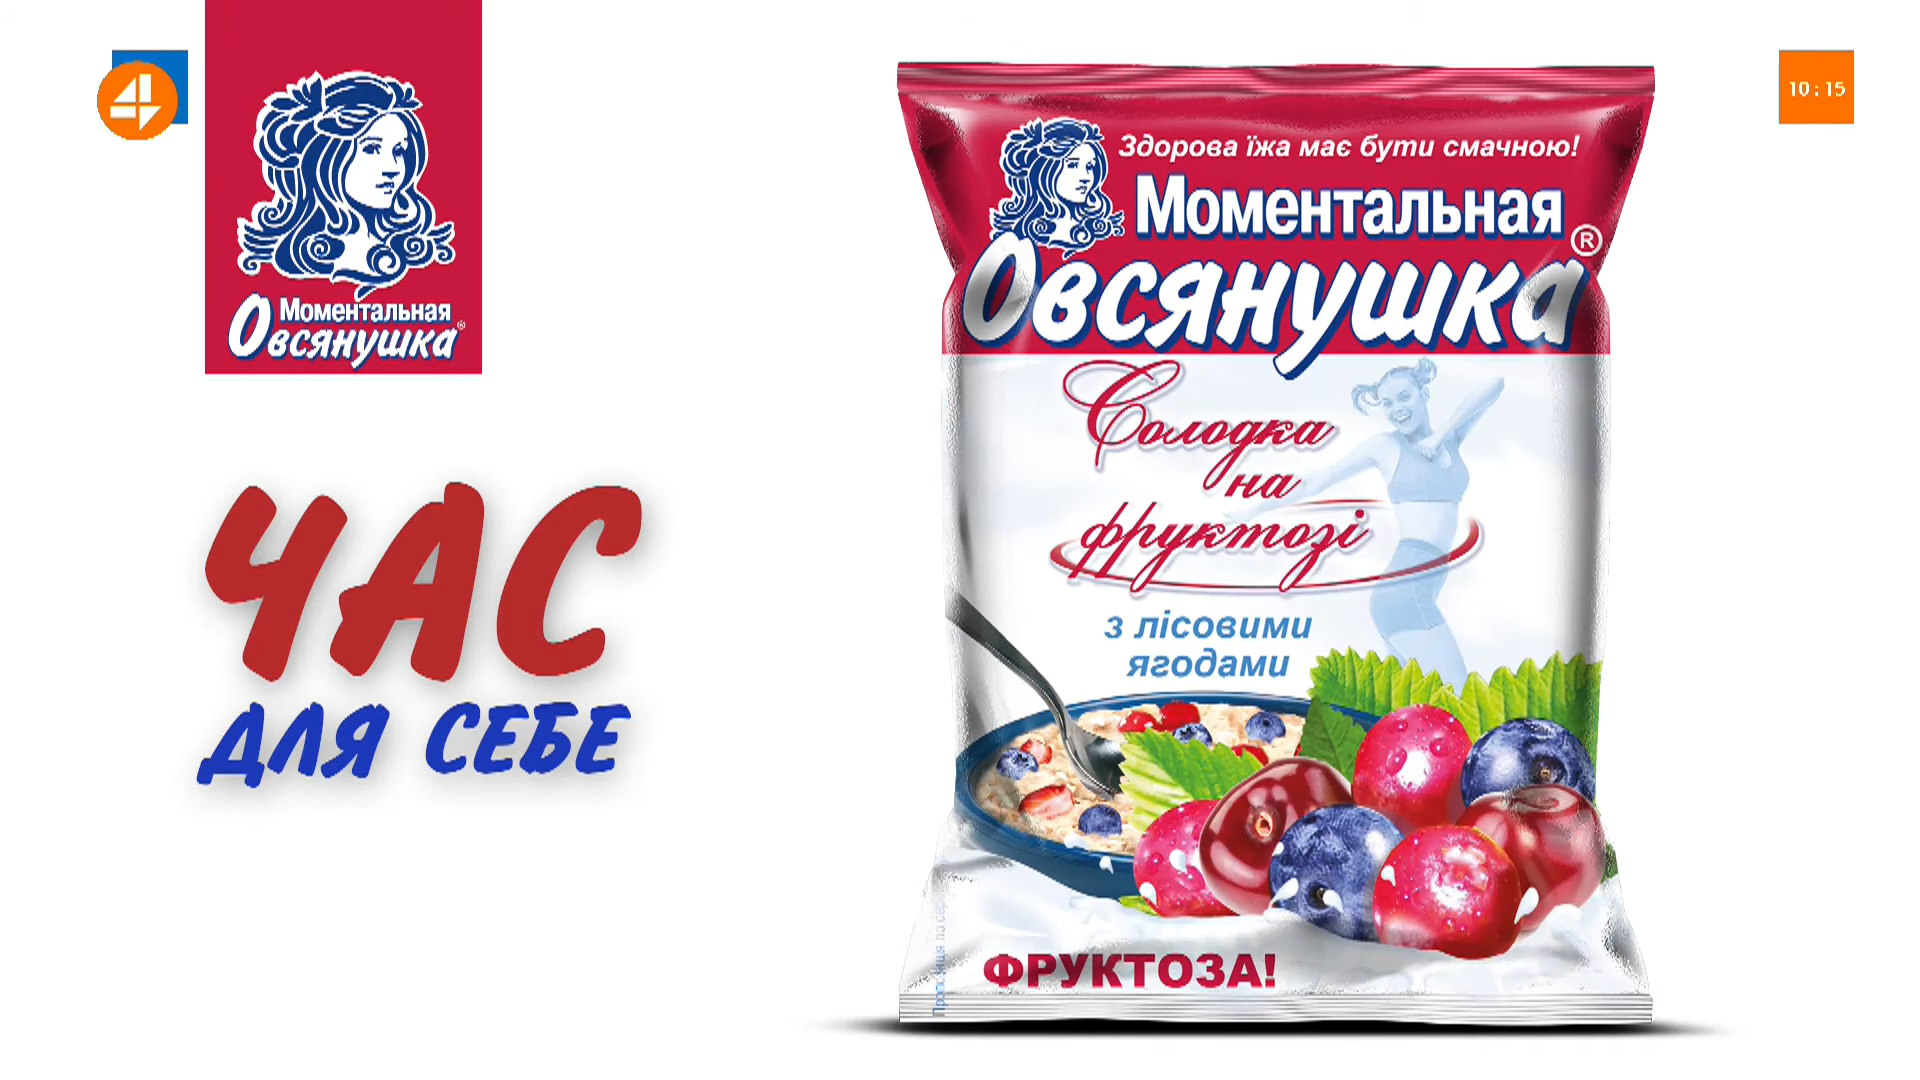 4
10:15
Моментальная
Овсянушка®
ЧАС
ДЛЯ СЕБЕ
Здорова їжа має бути смачною!
Моментальная
Овсянушка®
Солодка
на
фруктозі
з лісовими
ягодами
ФРУКТОЗА!